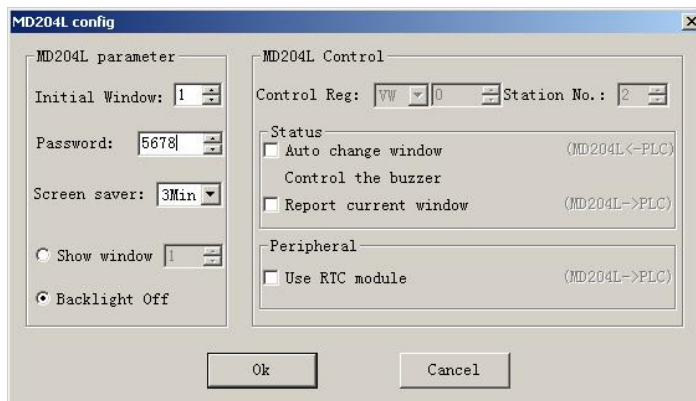 MD204L config
MD204L parameter
Initial Window: 1
Password: 5678
Screen saver: 3Min
Show window 1
Backlight Off
MD204L Control
Control Reg: VW 0 Station No.: 2
Status
Auto change window (MD204L<-PLC)
Control the buzzer
Report current window (MD204L->PLC)
Peripheral
Use RTC module (MD204L->PLC)
Ok Cancel